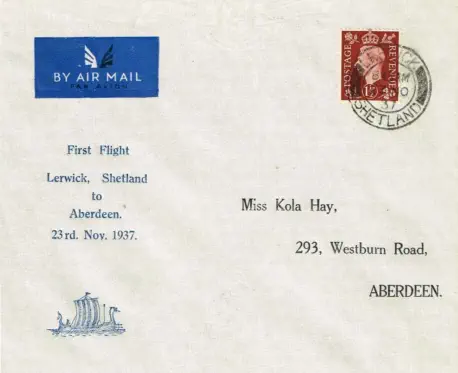 BY AIR MAIL
PAR AVION
POSTAGE
REVENUE
1½D
37
SHETLAND
First Flight
Lerwick, Shetland
to
Aberdeen.
23rd. Nov. 1937.
Miss Kola Hay,
293, Westburn Road,
ABERDEEN.